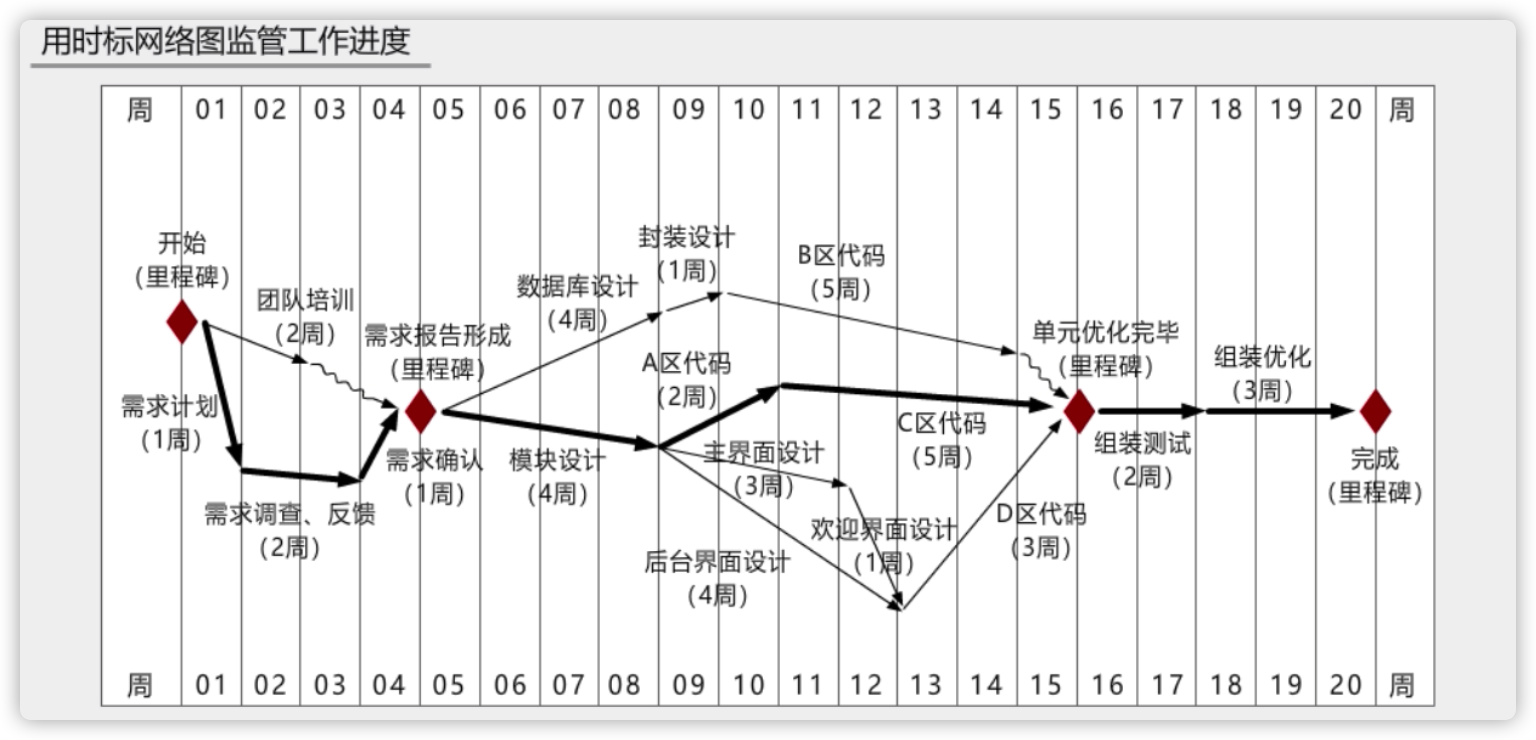 用时标网络图监管工作进度
周 01 02 03 04 05 06 07 08 09 10 11 12 13 14 15 16 17 18 19 20 周
开始
(里程碑)
团队培训
(2周)
需求计划
(1周)
需求调查、反馈
(2周)
需求报告形成
(里程碑)
需求确认
(1周)
数据库设计
(4周)
模块设计
(4周)
封装设计
(1周)
B区代码
(5周)
A区代码
(2周)
C区代码
(5周)
主界面设计
(3周)
欢迎界面设计
(1周)
后台界面设计
(4周)
D区代码
(3周)
单元优化完毕
(里程碑)
组装测试
(2周)
组装优化
(3周)
完成
(里程碑)
周 01 02 03 04 05 06 07 08 09 10 11 12 13 14 15 16 17 18 19 20 周